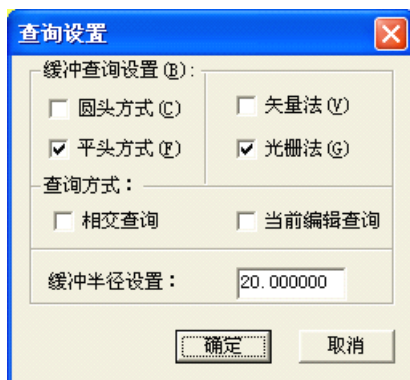 查询设置
缓冲查询设置(B):
圆头方式(C) 矢量法(V)
平头方式(F) 光栅法(G)
查询方式：
相交查询 当前编辑查询
缓冲半径设置： 20.000000
确定 取消